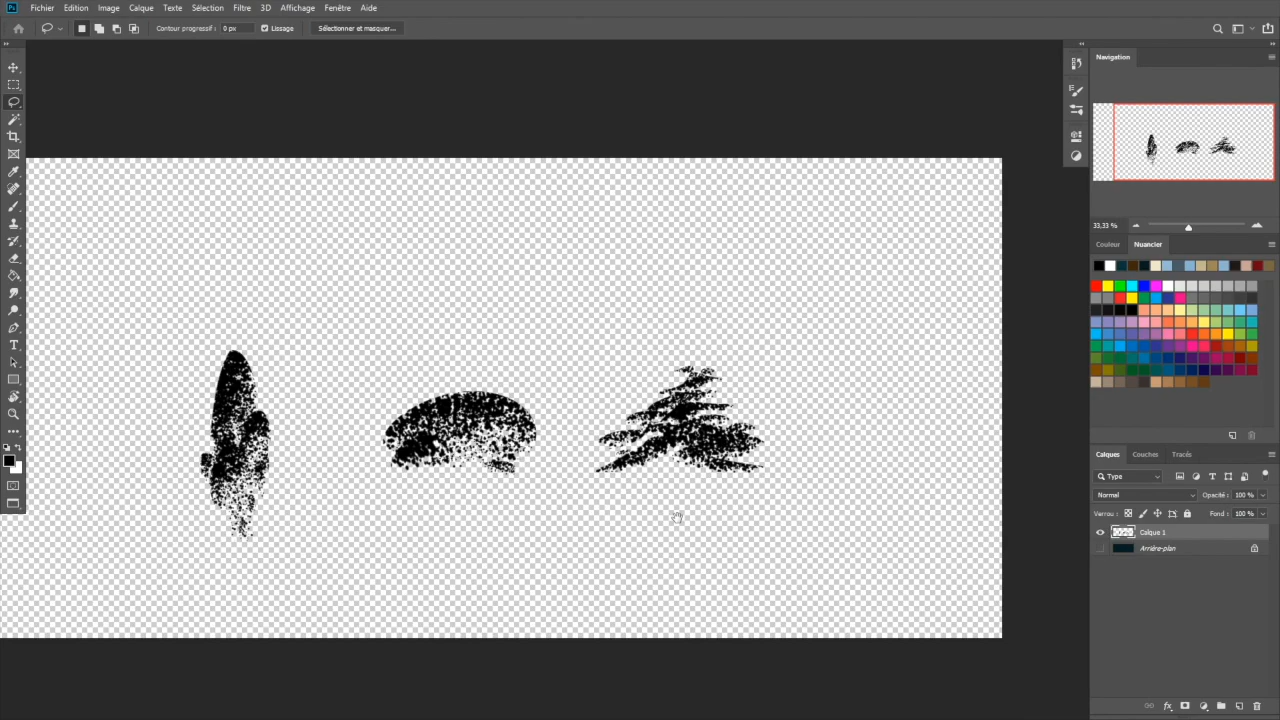 Ps Fichier Edition Image Calque Texte Sélection Filtre 3D Affichage Fenêtre Aide
Contour progressif : 0 px Lissage Sélectionner et masquer...
Navigation
33,33 %
Couleur Nuancier
Calques Couches Tracés
Type
Normal Opacité : 100 %
Verrou : Fond : 100 %
Calque 1
Arrière-plan
fx